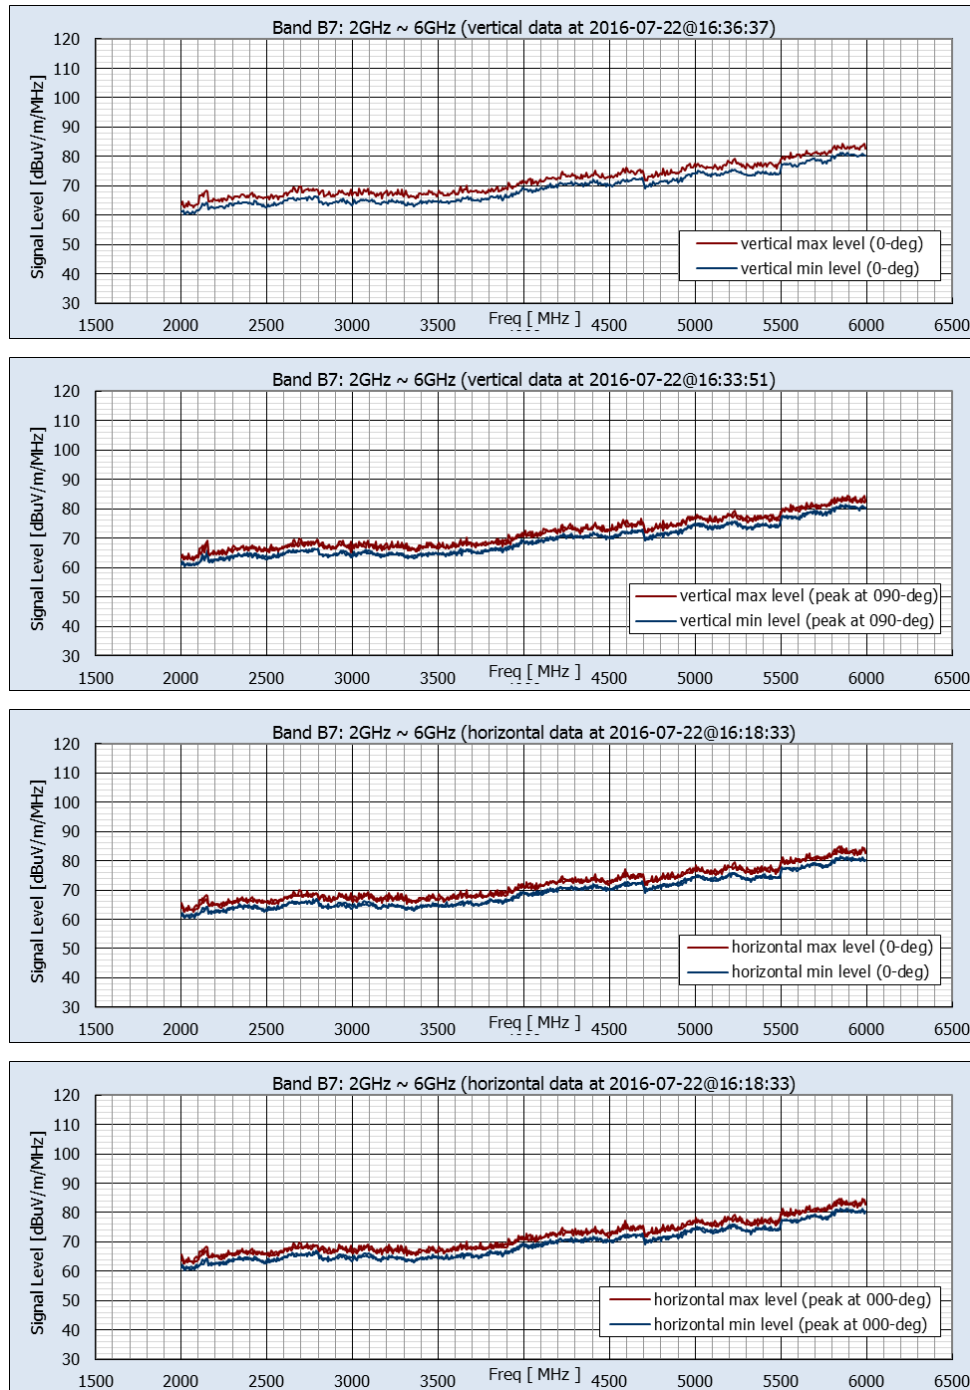 Band B7: 2GHz ~ 6GHz (vertical data at 2016-07-22@16:36:37)
Signal Level [dBuV/m/MHz]
120
110
100
90
80
70
60
50
40
30
vertical max level (0-deg)
vertical min level (0-deg)
1500 2000 2500 3000 3500 4500 5000 5500 6000 6500
Freq [ MHz ]
Band B7: 2GHz ~ 6GHz (vertical data at 2016-07-22@16:33:51)
Signal Level [dBuV/m/MHz]
120
110
100
90
80
70
60
50
40
30
vertical max level (peak at 090-deg)
vertical min level (peak at 090-deg)
1500 2000 2500 3000 3500 4500 5000 5500 6000 6500
Freq [ MHz ]
Band B7: 2GHz ~ 6GHz (horizontal data at 2016-07-22@16:18:33)
Signal Level [dBuV/m/MHz]
120
110
100
90
80
70
60
50
40
30
horizontal max level (0-deg)
horizontal min level (0-deg)
1500 2000 2500 3000 3500 4500 5000 5500 6000 6500
Freq [ MHz ]
Band B7: 2GHz ~ 6GHz (horizontal data at 2016-07-22@16:18:33)
Signal Level [dBuV/m/MHz]
120
110
100
90
80
70
60
50
40
30
horizontal max level (peak at 000-deg)
horizontal min level (peak at 000-deg)
1500 2000 2500 3000 3500 4500 5000 5500 6000 6500
Freq [ MHz ]